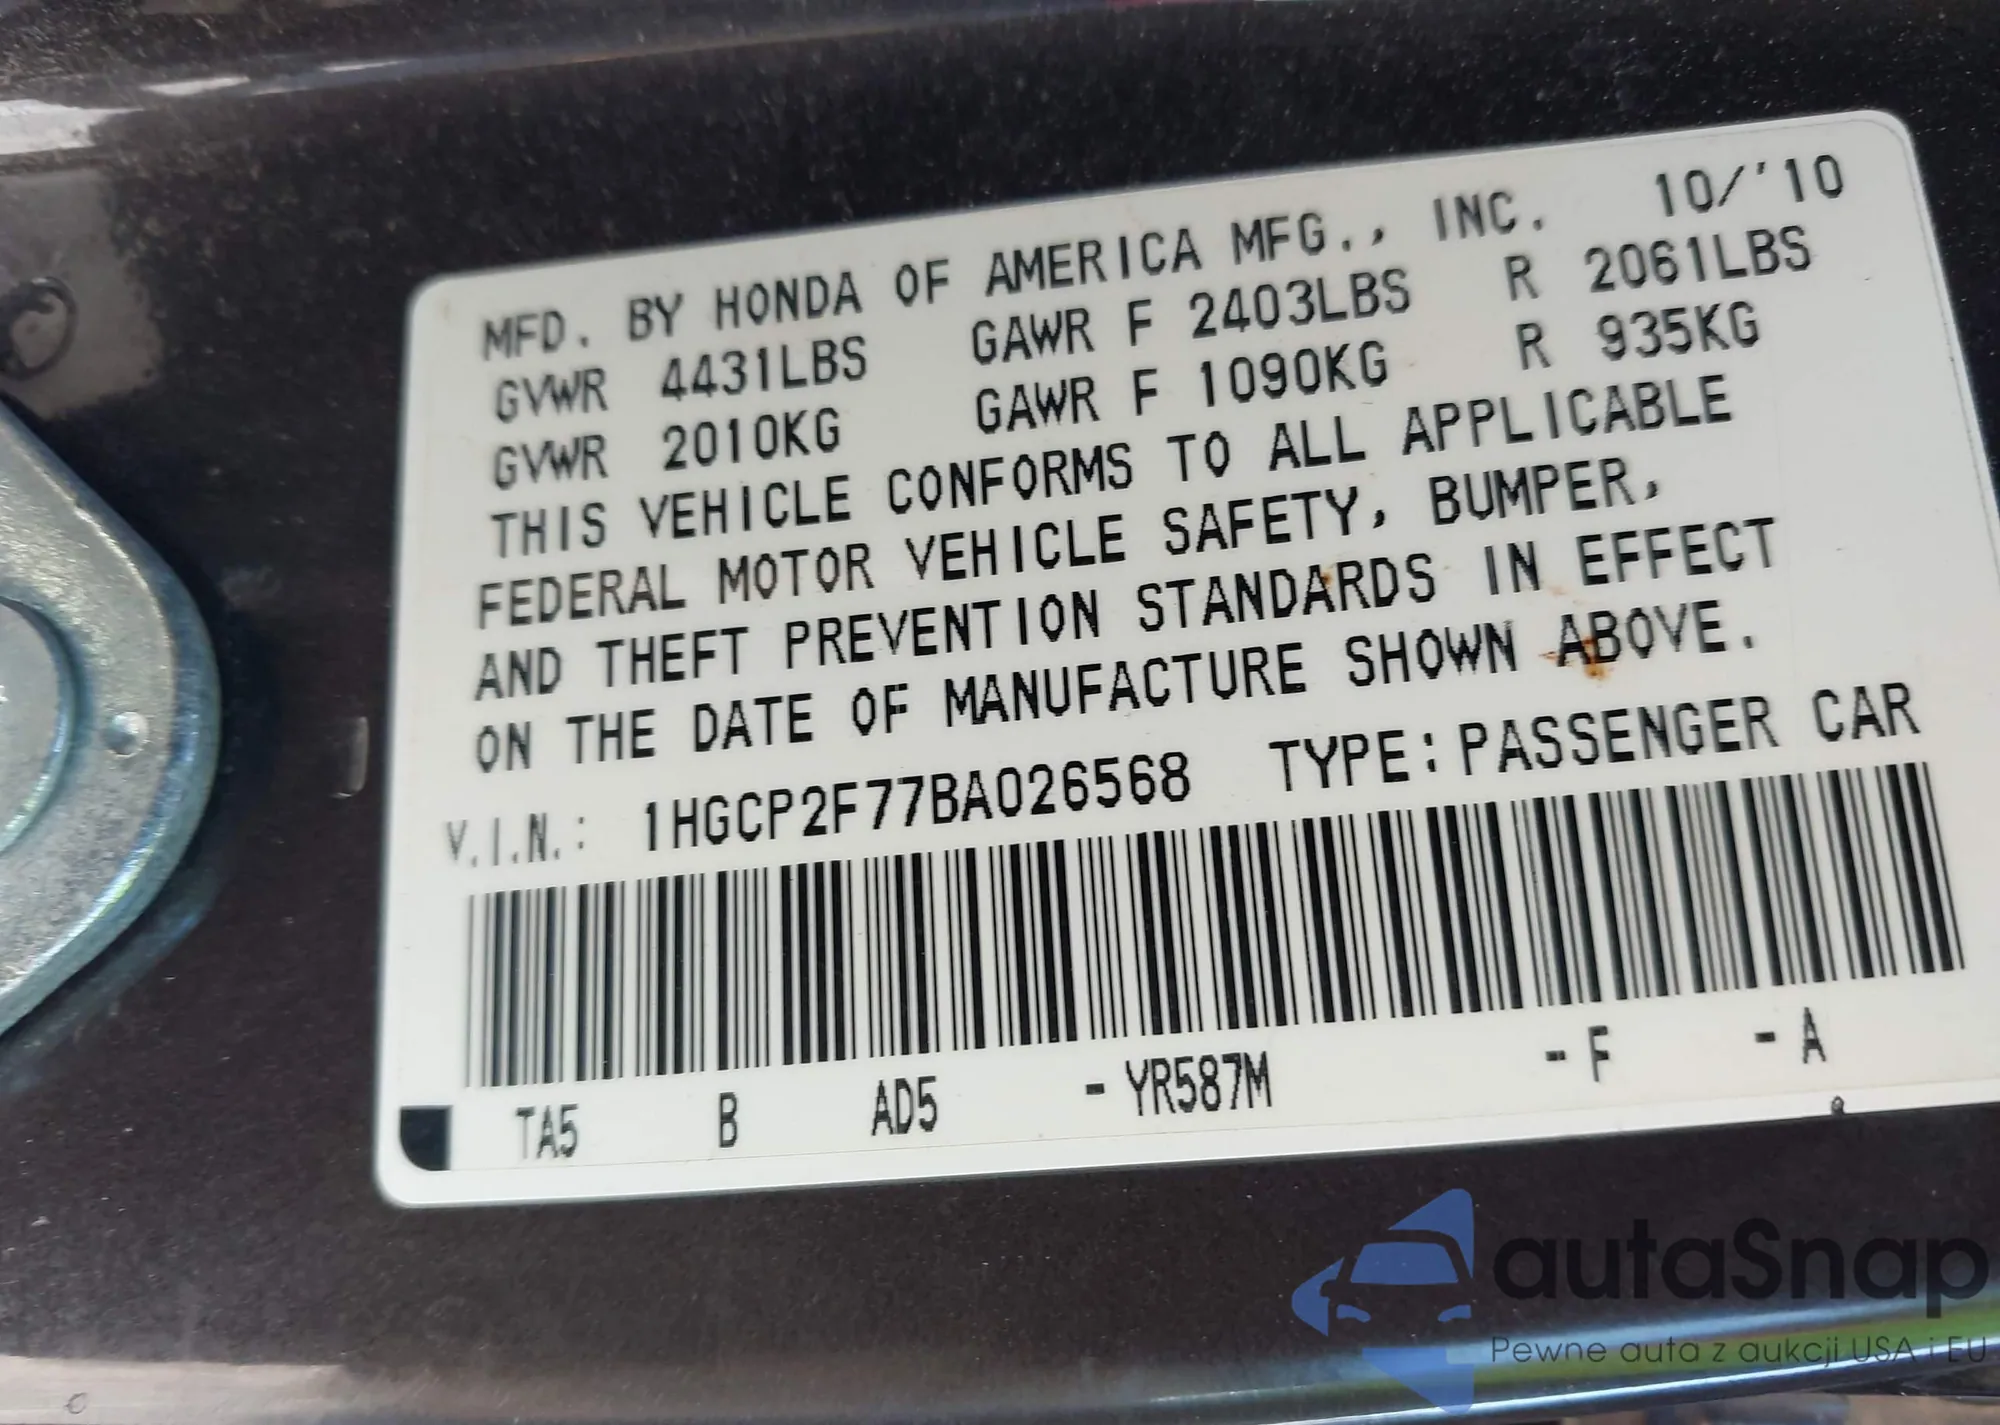 MFD. BY HONDA OF AMERICA MFG., INC. 10/'10
GVWR 4431LBS GAWR F 2403LBS R 2061LBS
GVWR 2010KG GAWR F 1090KG R 935KG
THIS VEHICLE CONFORMS TO ALL APPLICABLE
FEDERAL MOTOR VEHICLE SAFETY, BUMPER,
AND THEFT PREVENTION STANDARDS IN EFFECT
ON THE DATE OF MANUFACTURE SHOWN ABOVE.
V.I.N.: 1HGCP2F77BA026568 TYPE: PASSENGER CAR
TA5 B AD5 - YR587M - F - A
autaSnap
Pewne auta z aukcji USA i EU